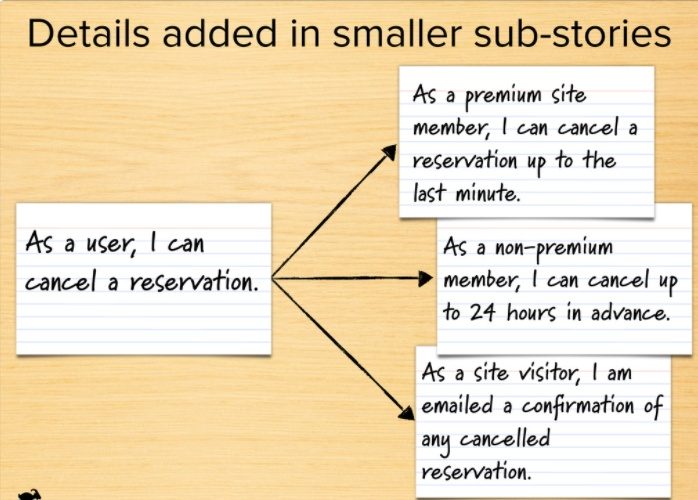 Details added in smaller sub-stories
As a premium site
member, I can cancel a
reservation up to the
last minute.
As a user, I can
cancel a reservation.
As a non-premium
member, I can cancel up
to 24 hours in advance.
As a site visitor, I am
emailed a confirmation of
any cancelled
reservation.